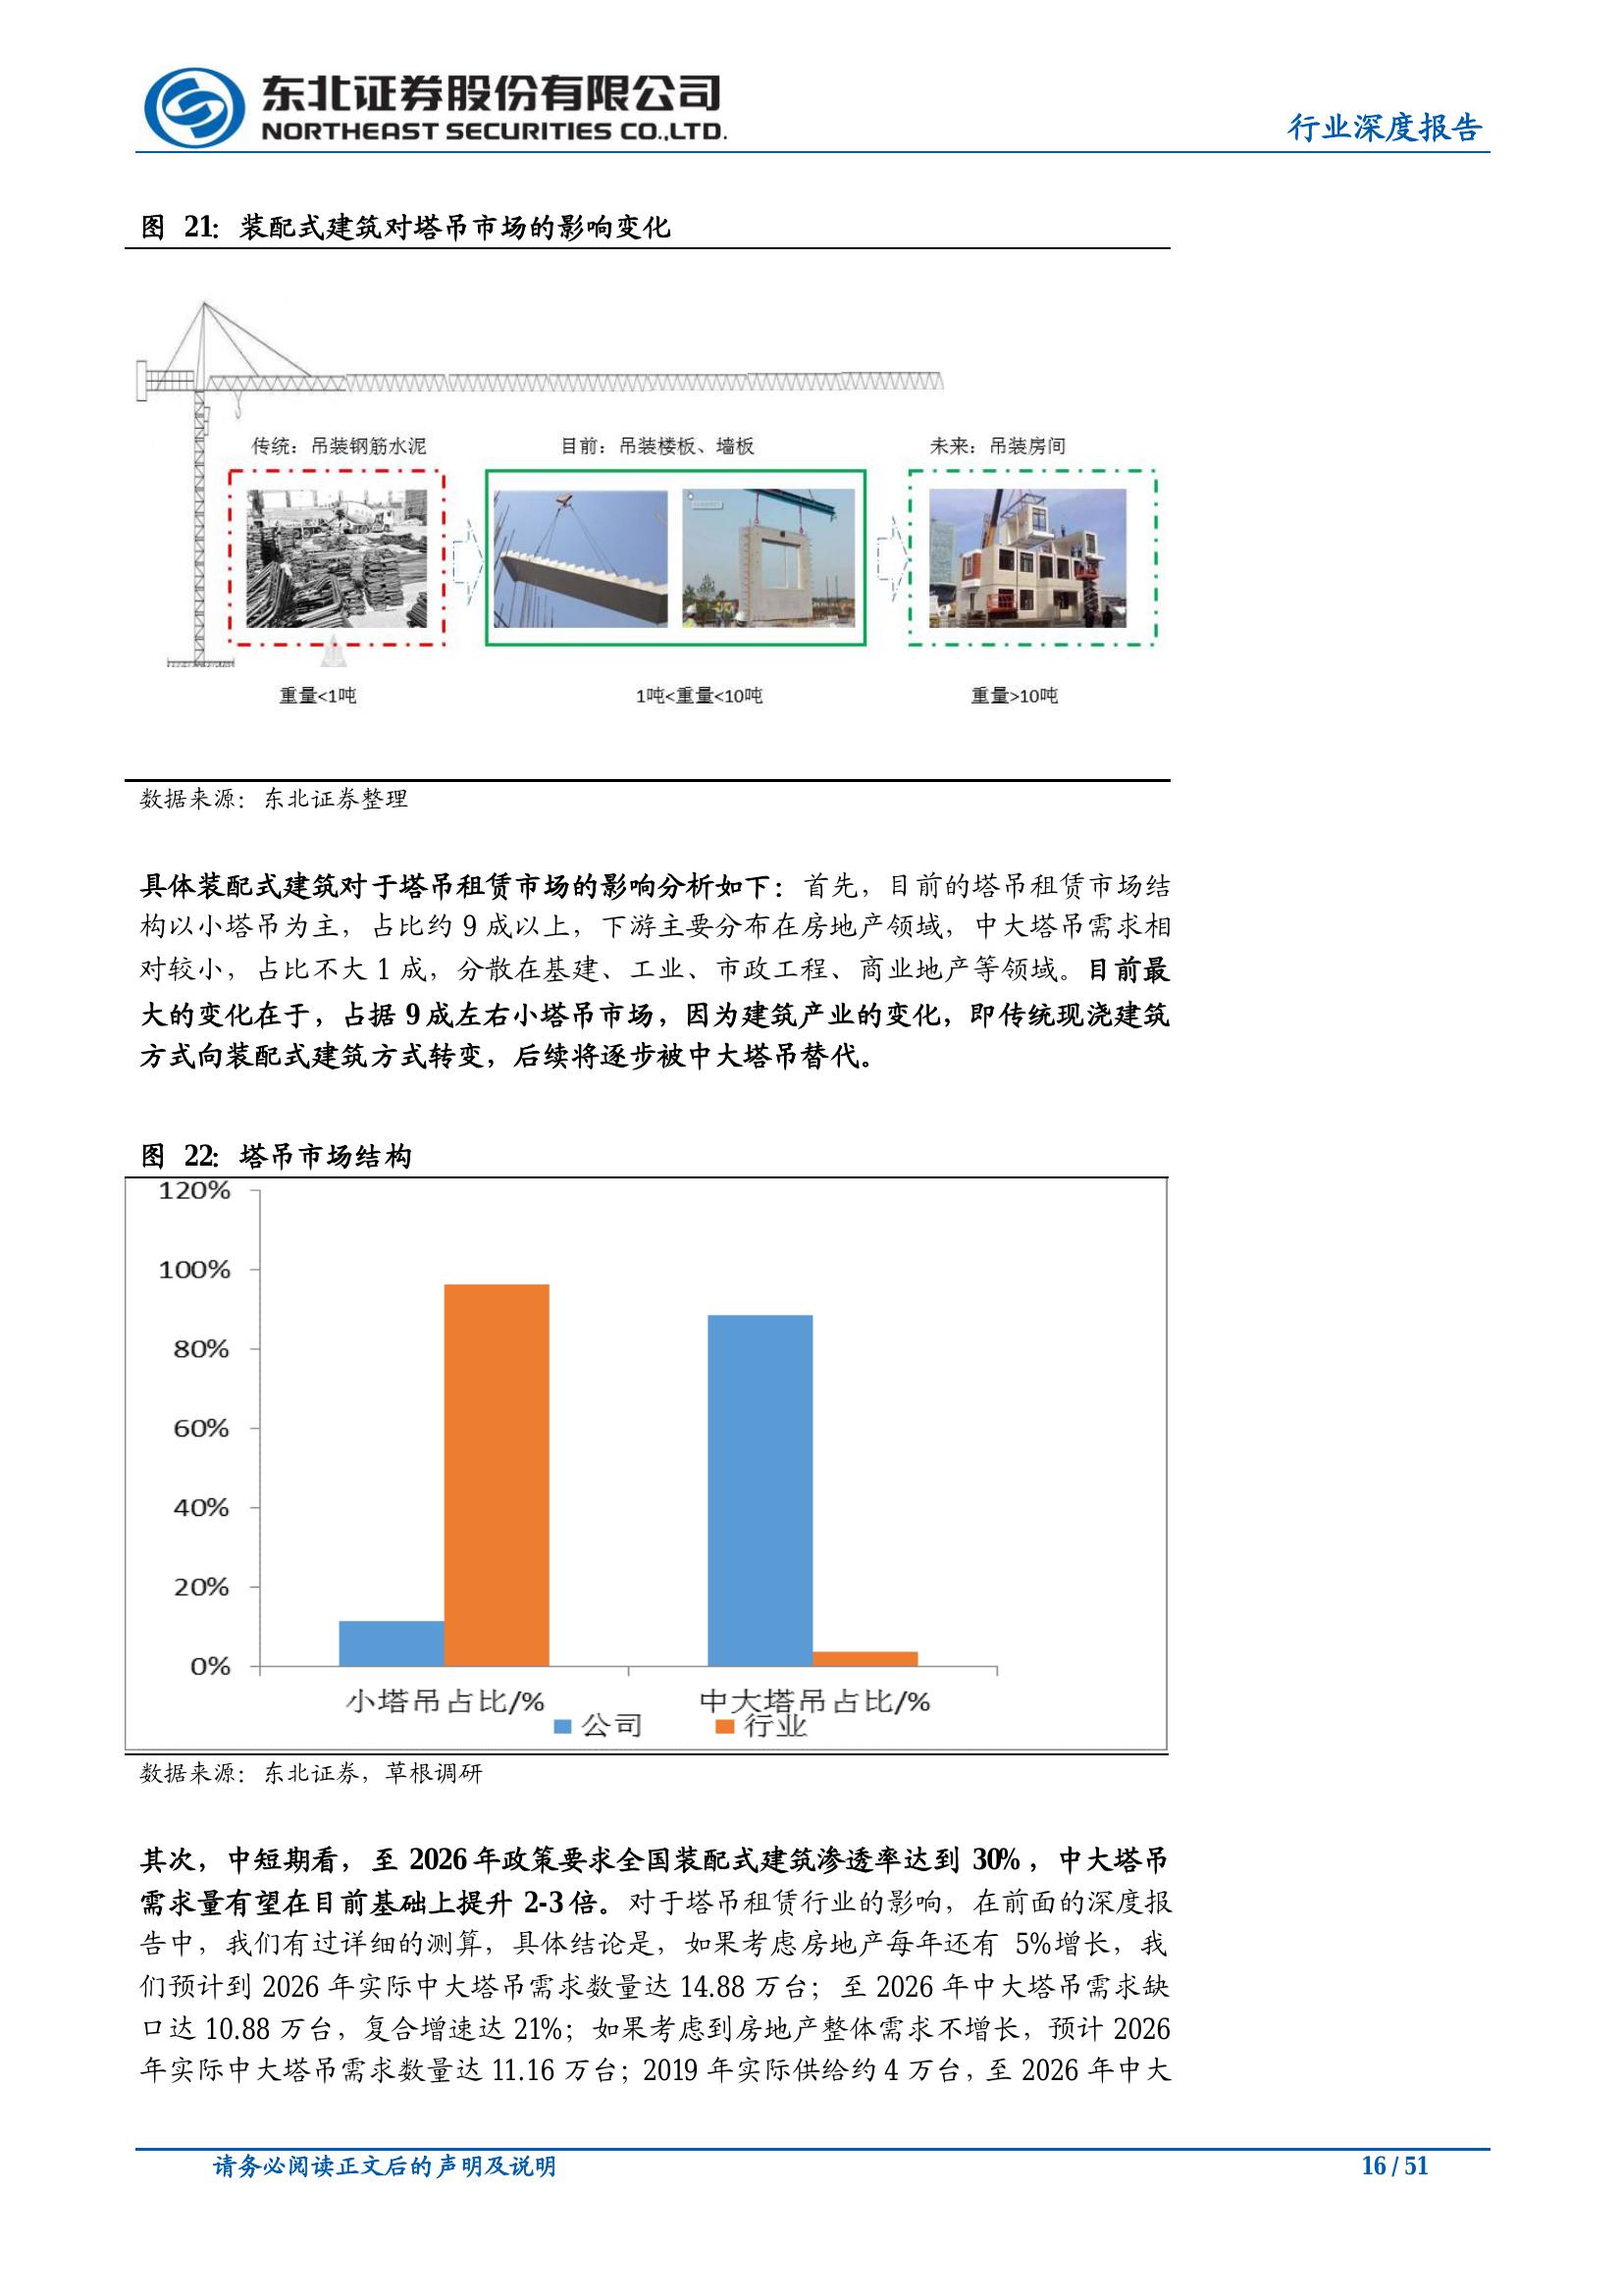 东北证券股份有限公司
NORTHEAST SECURITIES CO.,LTD.
行业深度报告
图 21：装配式建筑对塔吊市场的影响变化
传统：吊装钢筋水泥
目前：吊装楼板、墙板
未来：吊装房间
重量<1吨
1吨<重量<10吨
重量>10吨
数据来源：东北证券整理
具体装配式建筑对于塔吊租赁市场的影响分析如下：首先，目前的塔吊租赁市场结
构以小塔吊为主，占比约 9 成以上，下游主要分布在房地产领域，中大塔吊需求相
对较小，占比不大 1 成，分散在基建、工业、市政工程、商业地产等领域。目前最
大的变化在于，占据 9 成左右小塔吊市场，因为建筑产业的变化，即传统现浇建筑
方式向装配式建筑方式转变，后续将逐步被中大塔吊替代。
图 22：塔吊市场结构
120%
100%
80%
60%
40%
20%
0%
小塔吊占比/%
中大塔吊占比/%
公司
行业
数据来源：东北证券，草根调研
其次，中短期看，至 2026 年政策要求全国装配式建筑渗透率达到 30%，中大塔吊
需求量有望在目前基础上提升 2-3 倍。对于塔吊租赁行业的影响，在前面的深度报
告中，我们有过详细的测算，具体结论是，如果考虑房地产每年还有 5%增长，我
们预计到 2026 年实际中大塔吊需求数量达 14.88 万台；至 2026 年中大塔吊需求缺
口达 10.88 万台，复合增速达 21%；如果考虑到房地产整体需求不增长，预计 2026
年实际中大塔吊需求数量达 11.16 万台；2019 年实际供给约 4 万台，至 2026 年中大
请务必阅读正文后的声明及说明
16 / 51